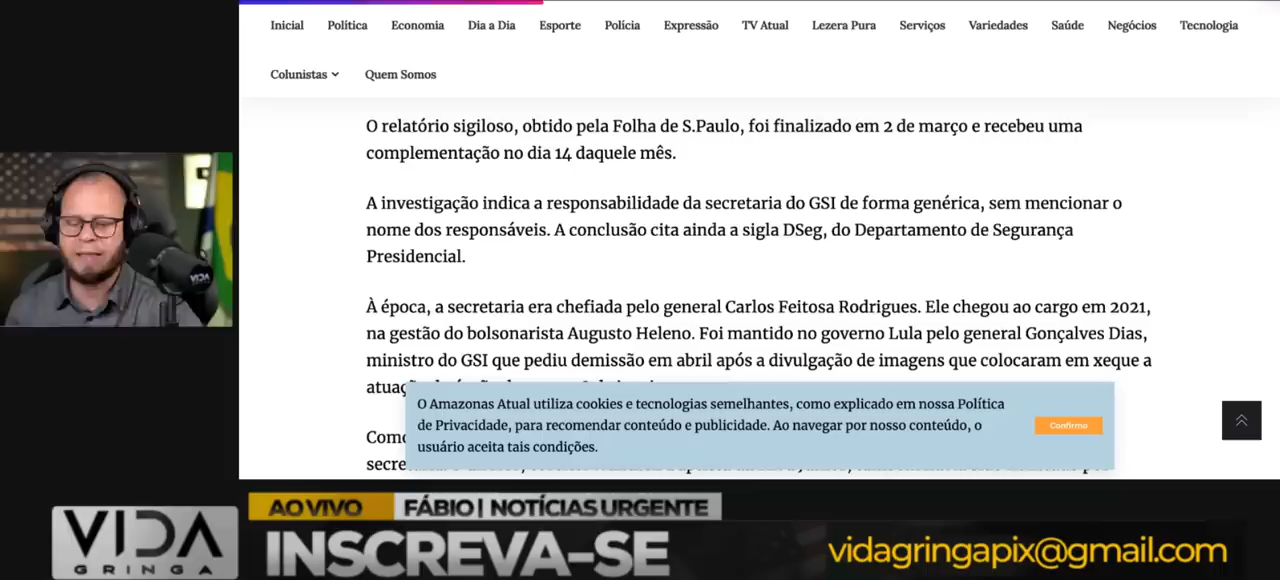 Inicial Política Economia Dia a Dia Esporte Polícia Expressão TV Atual Lezera Pura Serviços Variedades Saúde Negócios Tecnologia
Colunistas Quem Somos
O relatório sigiloso, obtido pela Folha de S.Paulo, foi finalizado em 2 de março e recebeu uma
complementação no dia 14 daquele mês.
A investigação indica a responsabilidade da secretaria do GSI de forma genérica, sem mencionar o
nome dos responsáveis. A conclusão cita ainda a sigla DSeg, do Departamento de Segurança
Presidencial.
À época, a secretaria era chefiada pelo general Carlos Feitosa Rodrigues. Ele chegou ao cargo em 2021,
na gestão do bolsonarista Augusto Heleno. Foi mantido no governo Lula pelo general Gonçalves Dias,
ministro do GSI que pediu demissão em abril após a divulgação de imagens que colocaram em xeque a
O Amazonas Atual utiliza cookies e tecnologias semelhantes, como explicado em nossa Política
de Privacidade, para recomendar conteúdo e publicidade. Ao navegar por nosso conteúdo, o
usuário aceita tais condições.
Confirmo
VIDA
AO VIVO FÁBIO | NOTÍCIAS URGENTE
VIDA
GRINGA
INSCREVA-SE
vidagringapix@gmail.com